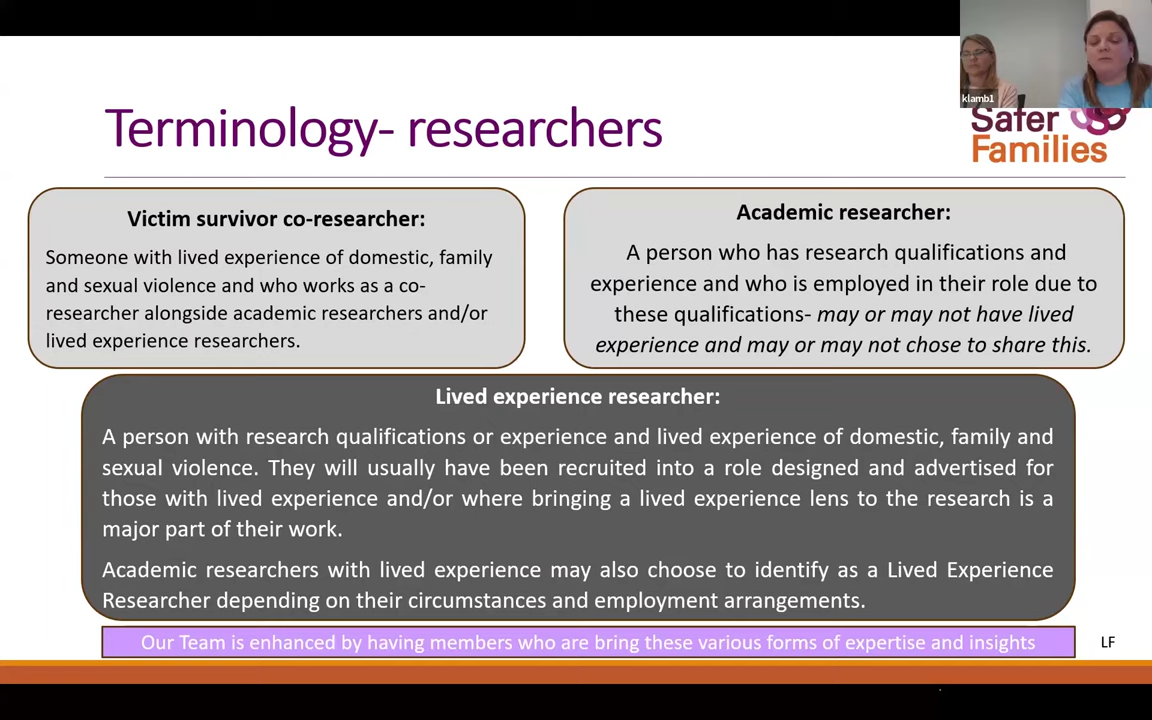 klamb1
Safer
Families
Terminology- researchers
Victim survivor co-researcher:
Someone with lived experience of domestic, family
and sexual violence and who works as a co-
researcher alongside academic researchers and/or
lived experience researchers.
Academic researcher:
A person who has research qualifications and
experience and who is employed in their role due to
these qualifications- may or may not have lived
experience and may or may not chose to share this.
Lived experience researcher:
A person with research qualifications or experience and lived experience of domestic, family and
sexual violence. They will usually have been recruited into a role designed and advertised for
those with lived experience and/or where bringing a lived experience lens to the research is a
major part of their work.
Academic researchers with lived experience may also choose to identify as a Lived Experience
Researcher depending on their circumstances and employment arrangements.
Our Team is enhanced by having members who are bring these various forms of expertise and insights
LF